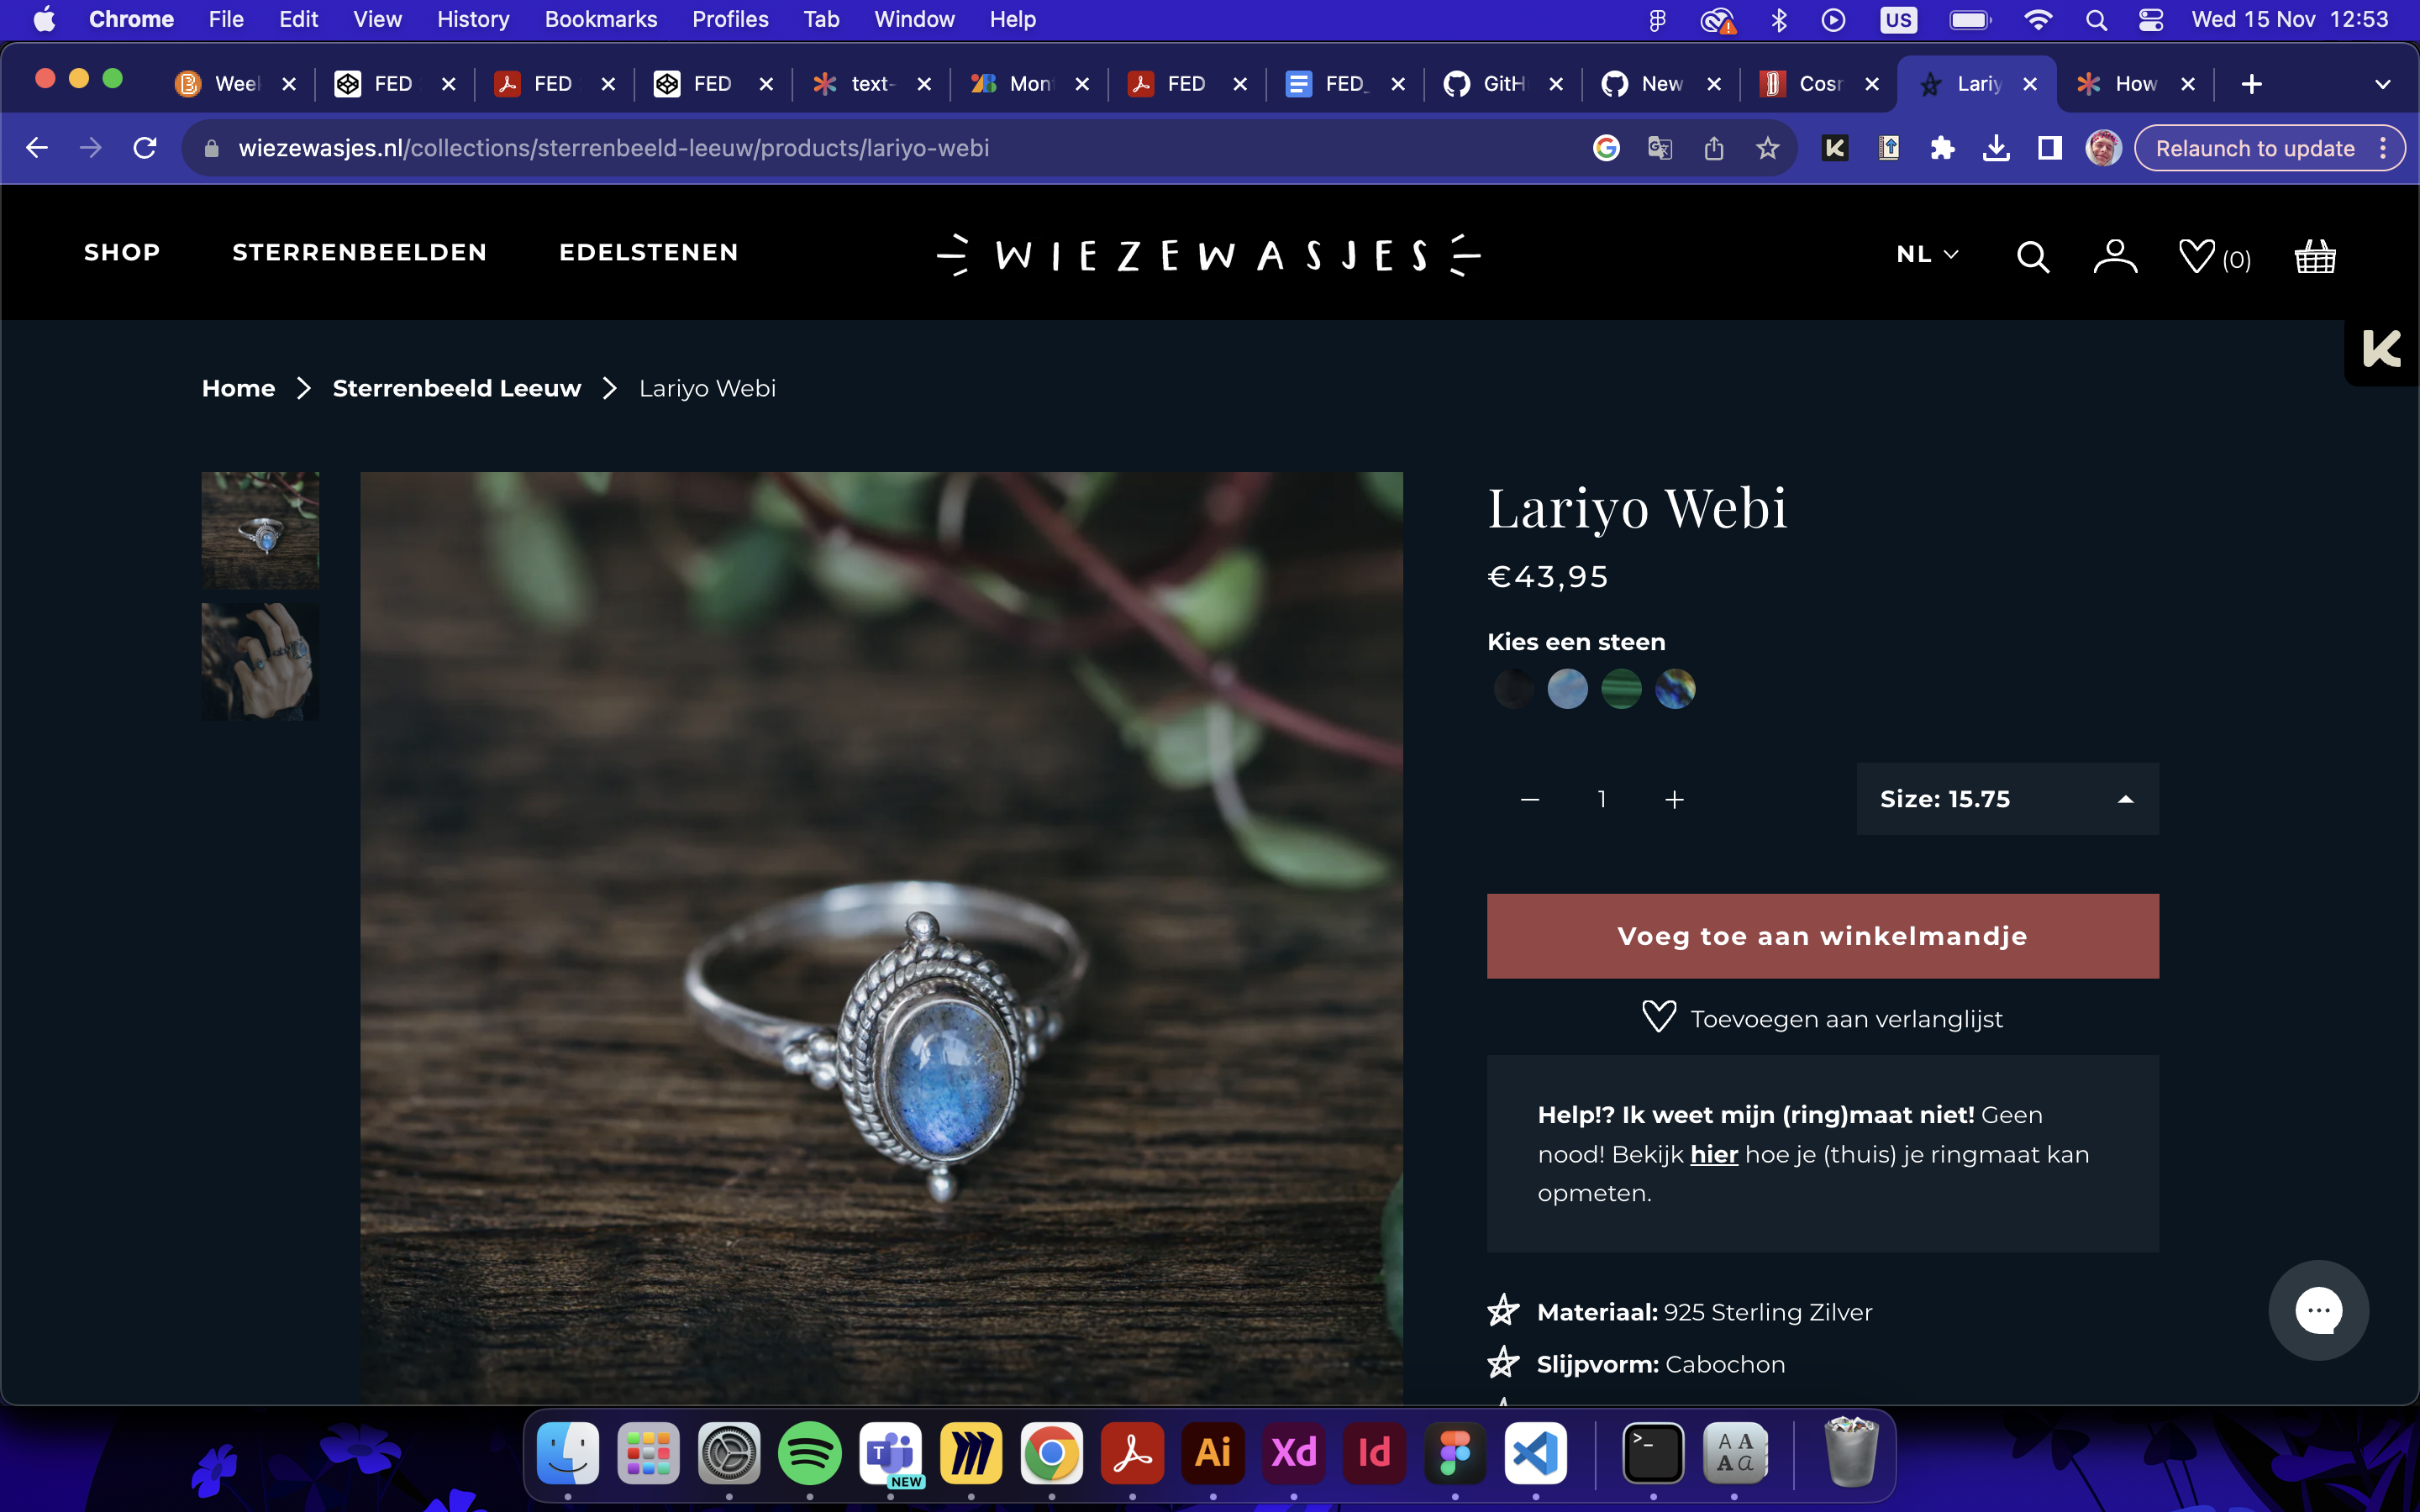 Chrome File Edit View History Bookmarks Profiles Tab Window Help US Wed 15 Nov 12:53
Wee FED FED FED text- Mon FED FED_ GitH New Cosr Lariy How
wiezewasjes.nl/collections/sterrenbeeld-leeuw/products/lariyo-webi Relaunch to update
SHOP STERRENBEELDEN EDELSTENEN WIEZEWASJES NL (0)
Home > Sterrenbeeld Leeuw > Lariyo Webi
Lariyo Webi
€43,95
Kies een steen
− 1 + Size: 15.75
Voeg toe aan winkelmandje
Toevoegen aan verlanglijst
Help!? Ik weet mijn (ring)maat niet! Geen
nood! Bekijk hier hoe je (thuis) je ringmaat kan
opmeten.
Materiaal: 925 Sterling Zilver
Slijpvorm: Cabochon
T NEW Ai Xd Id >_ A A A a